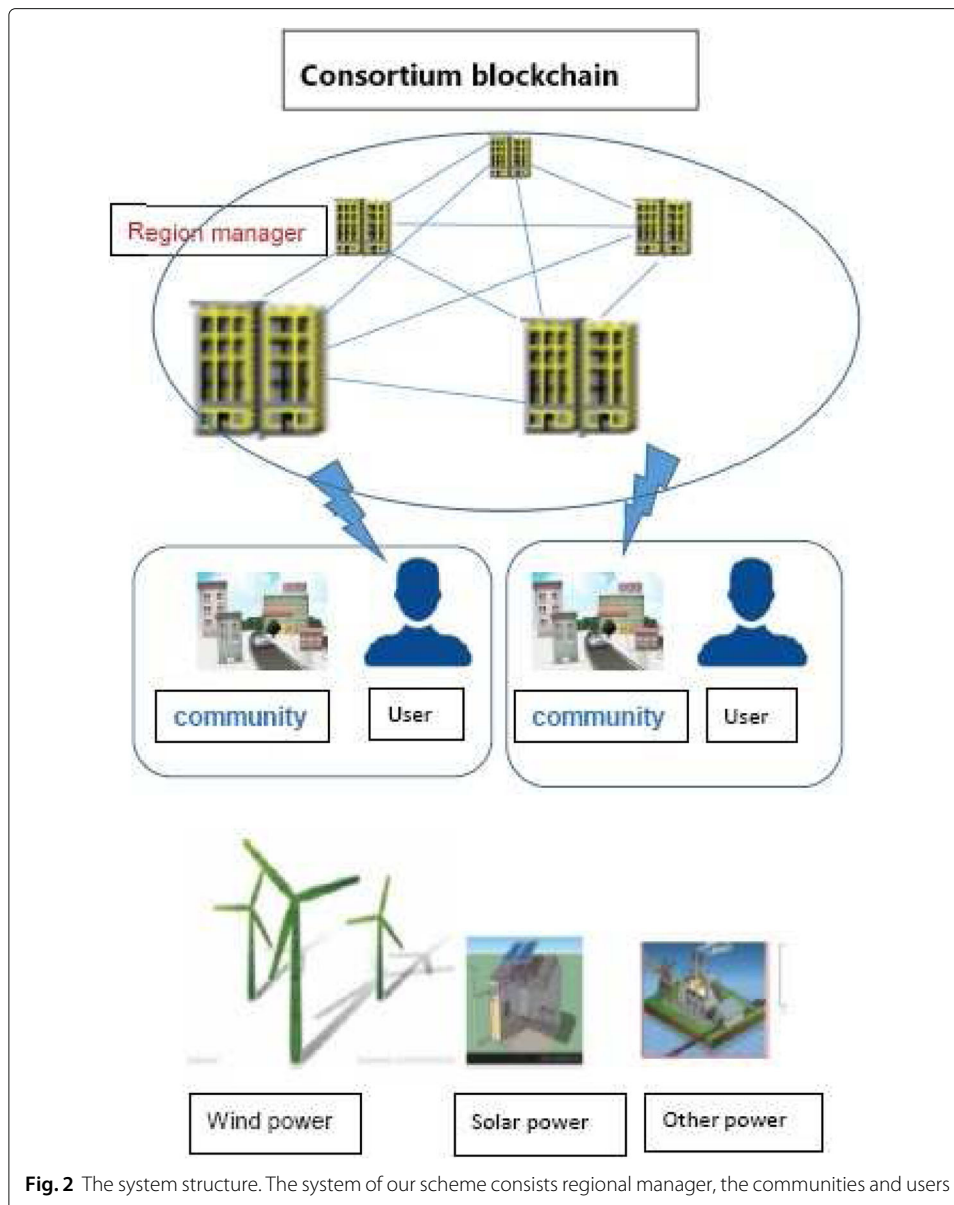 Consortium blockchain
Region manager
community
User
community
User
Wind power
Solar power
Other power
Fig. 2 The system structure. The system of our scheme consists regional manager, the communities and users